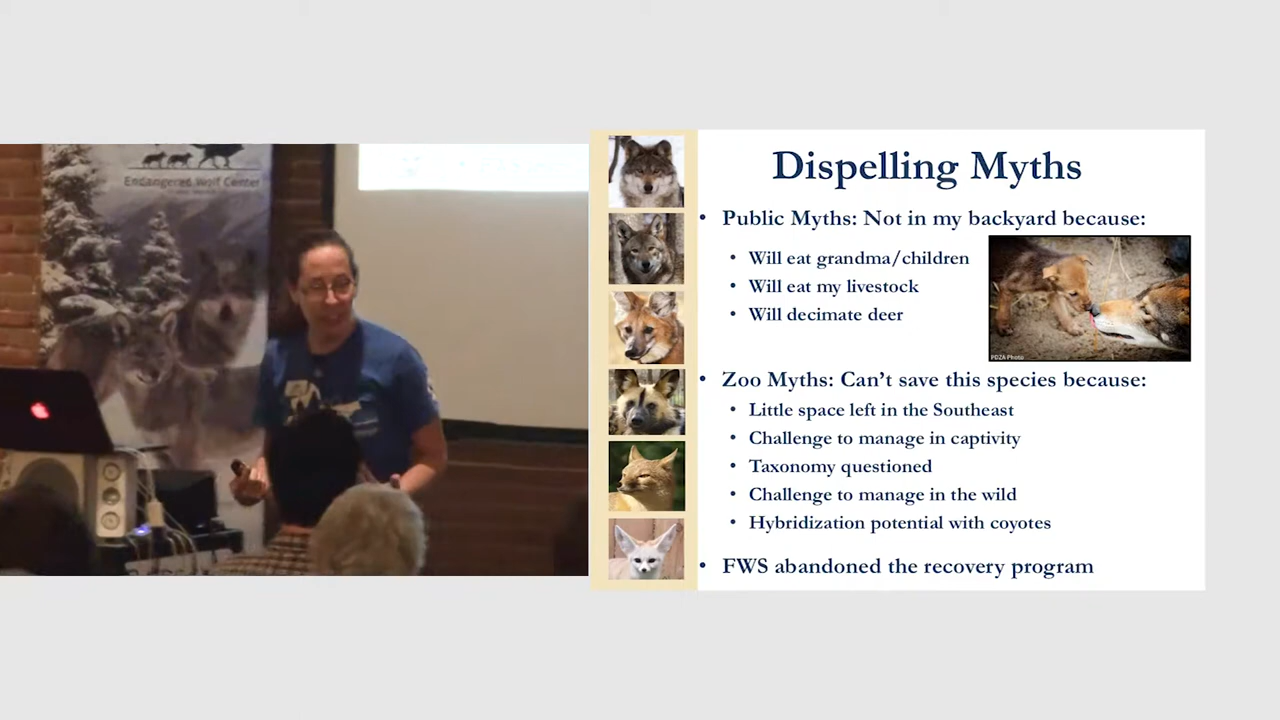 Endangered Wolf Center
Dispelling Myths
• Public Myths: Not in my backyard because:
• Will eat grandma/children
• Will eat my livestock
• Will decimate deer
PDZA Photo
• Zoo Myths: Can't save this species because:
• Little space left in the Southeast
• Challenge to manage in captivity
• Taxonomy questioned
• Challenge to manage in the wild
• Hybridization potential with coyotes
• FWS abandoned the recovery program